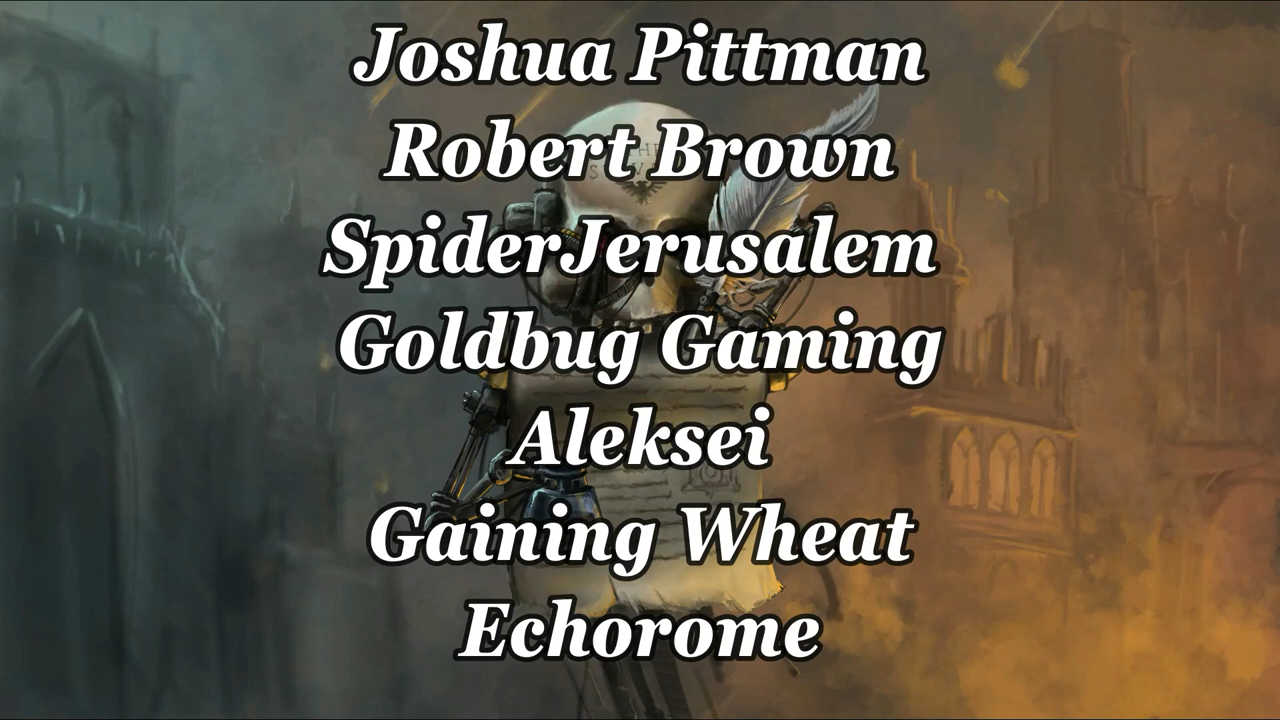 Joshua Pittman
Robert Brown
SpiderJerusalem
Goldbug Gaming
Aleksei
Gaining Wheat
Echorome